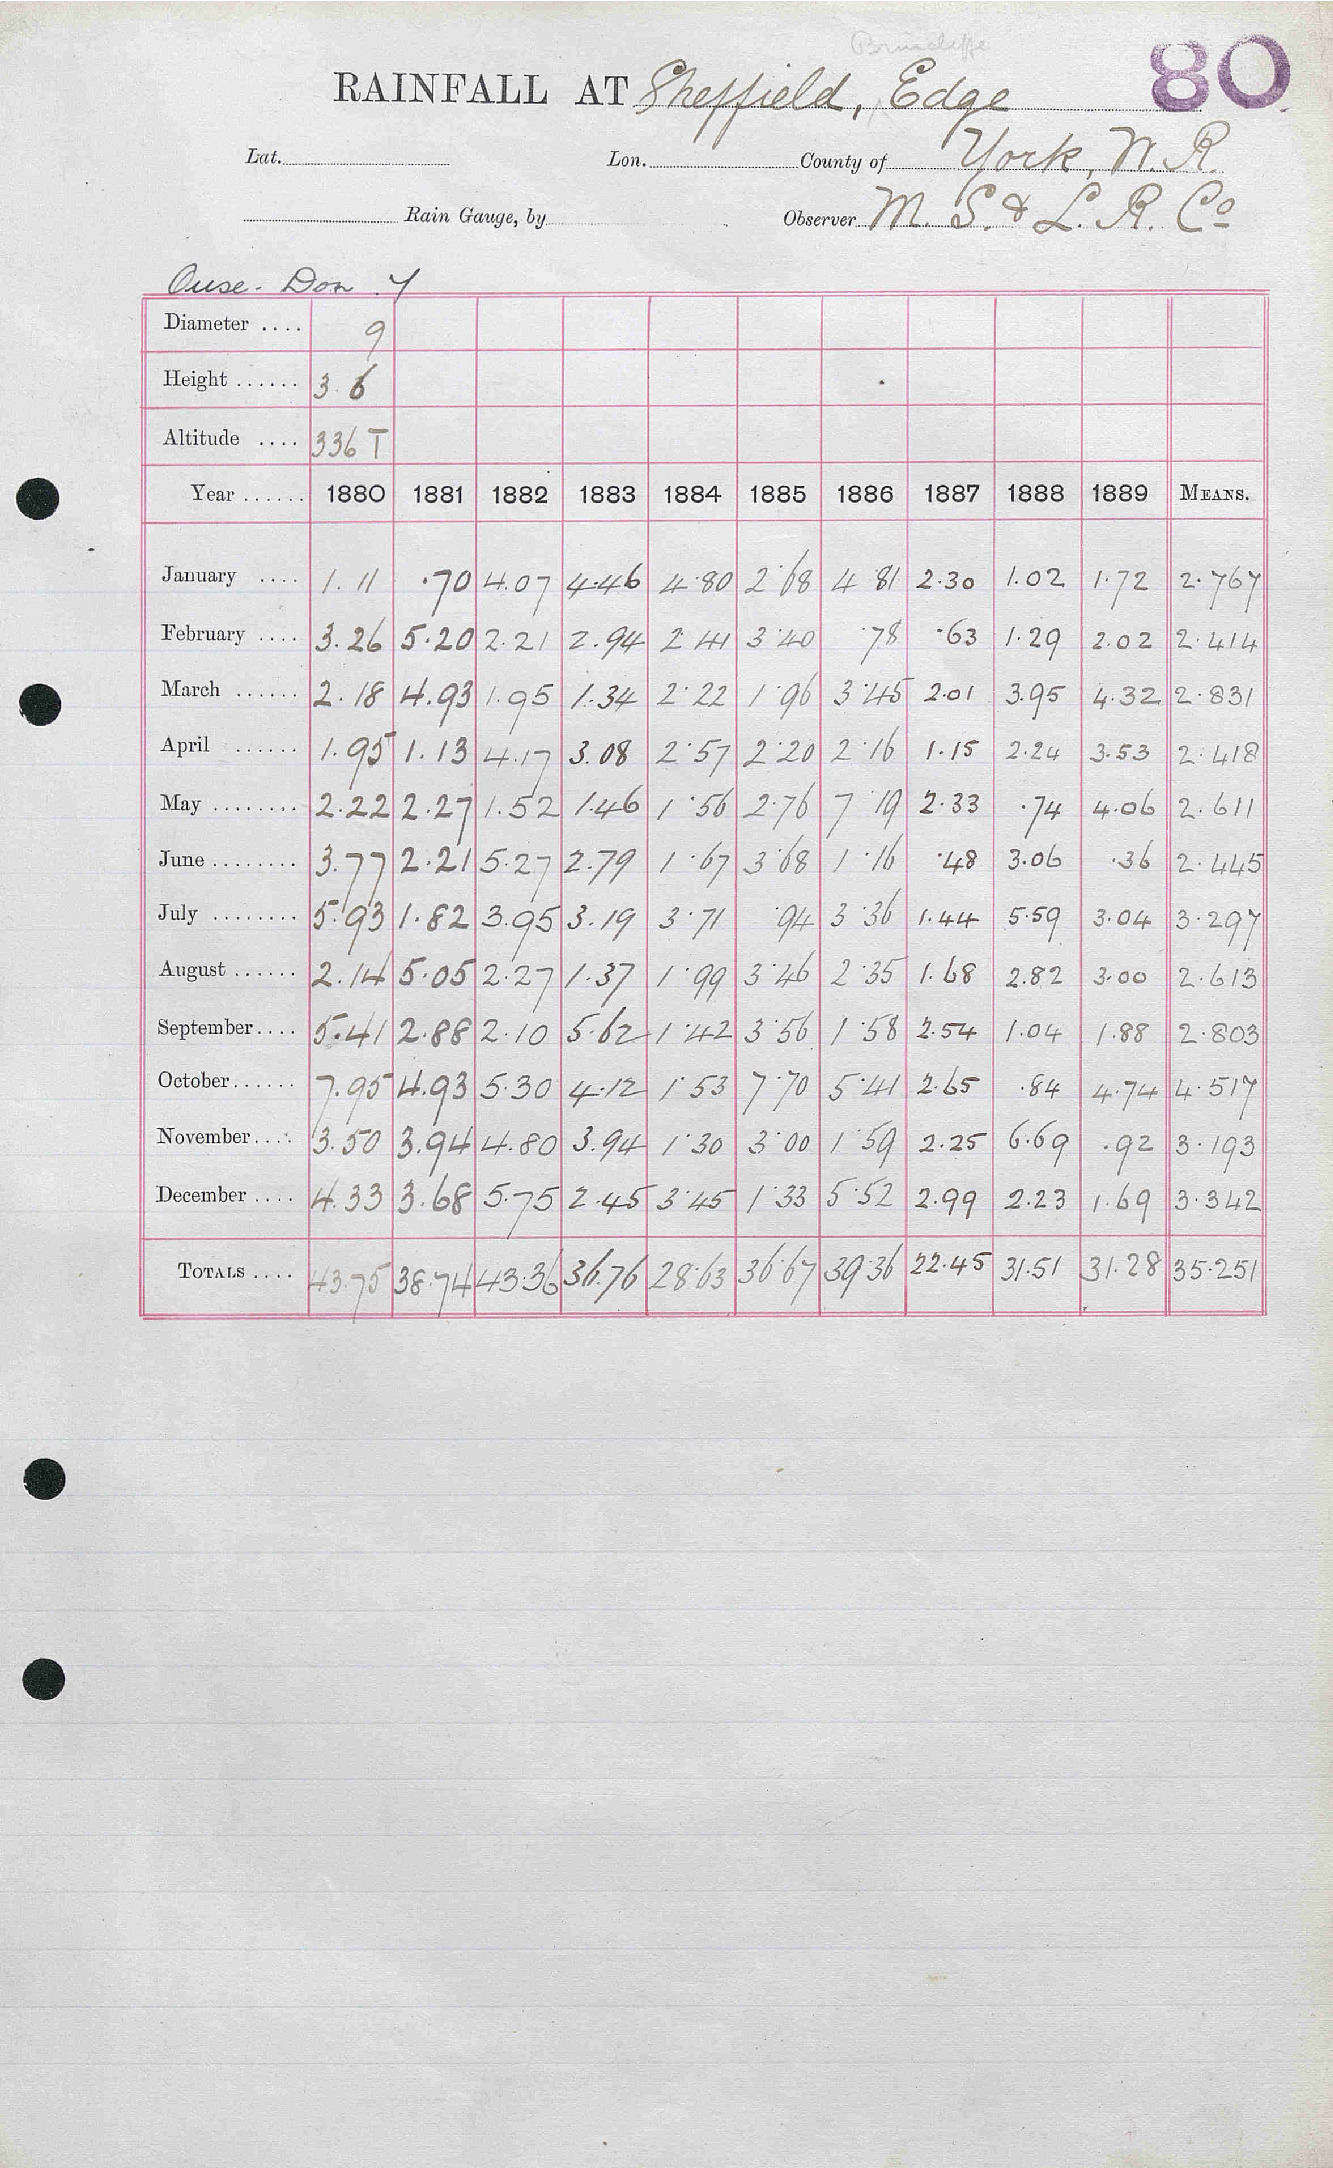 Brincliffe
80
RAINFALL AT Sheffield, Edge
Lat. Lon. County of York, W. R.
Rain Gauge, by Observer M. S. & L. R. Co
Ouse. Don. Y
Diameter .... 9
Height ...... 3. 6
Altitude .... 336 T
Year ...... 1880 1881 1882 1883 1884 1885 1886 1887 1888 1889 MEANS.
January .... 1.11 .70 4.07 4.46 4.80 2.68 4.81 2.30 1.02 1.72 2.767
February .... 3.26 5.20 2.21 2.94 2.41 3.40 .78 .63 1.29 2.02 2.414
March ...... 2.18 4.93 1.95 1.34 2.22 1.96 3.45 2.01 3.95 4.32 2.831
April ...... 1.95 1.13 4.17 3.08 2.57 2.20 2.16 1.15 2.24 3.53 2.418
May ........ 2.22 2.27 1.52 1.46 1.56 2.76 7.19 2.33 .74 4.06 2.611
June ........ 3.77 2.21 5.27 2.79 1.67 3.68 1.16 .48 3.06 .36 2.445
July ........ 5.93 1.82 3.95 3.19 3.71 .94 3.36 1.44 5.59 3.04 3.297
August ...... 2.14 5.05 2.27 1.37 1.99 3.46 2.35 1.68 2.82 3.00 2.613
September .... 5.41 2.88 2.10 5.62 1.42 3.56 1.58 2.54 1.04 1.88 2.803
October ...... 7.95 4.93 5.30 4.12 1.53 7.70 5.41 2.65 .84 4.74 4.517
November .... 3.50 3.94 4.80 3.94 1.30 3.00 1.59 2.25 6.69 .92 3.193
December .... 4.33 3.68 5.75 2.45 3.45 1.33 5.52 2.99 2.23 1.69 3.342
TOTALS .... 43.75 38.74 43.36 36.76 28.63 36.67 39.36 22.45 31.51 31.28 35.251